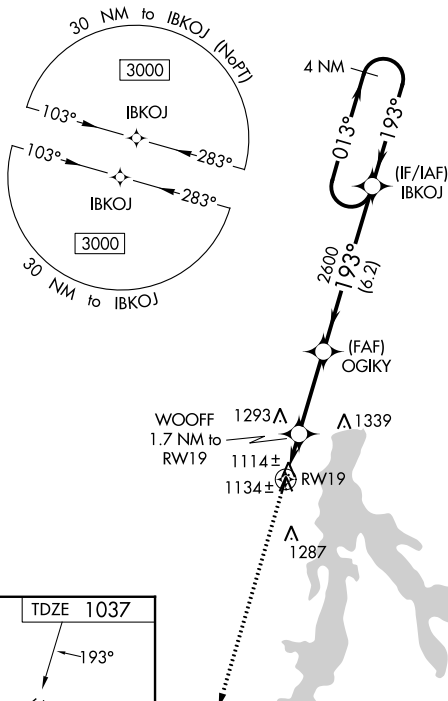 30 NM to IBKOJ (NoPT)
3000
IBKOJ
103°
283°
103°
283°
IBKOJ
3000
30 NM to IBKOJ
4 NM
013°
193°
(IF/IAF)
IBKOJ
2600
193°
(6.2)
(FAF)
OGIKY
WOOFF
1.7 NM to
RW19
1293
1339
1114±
1134±
RW19
1287
TDZE 1037
193°